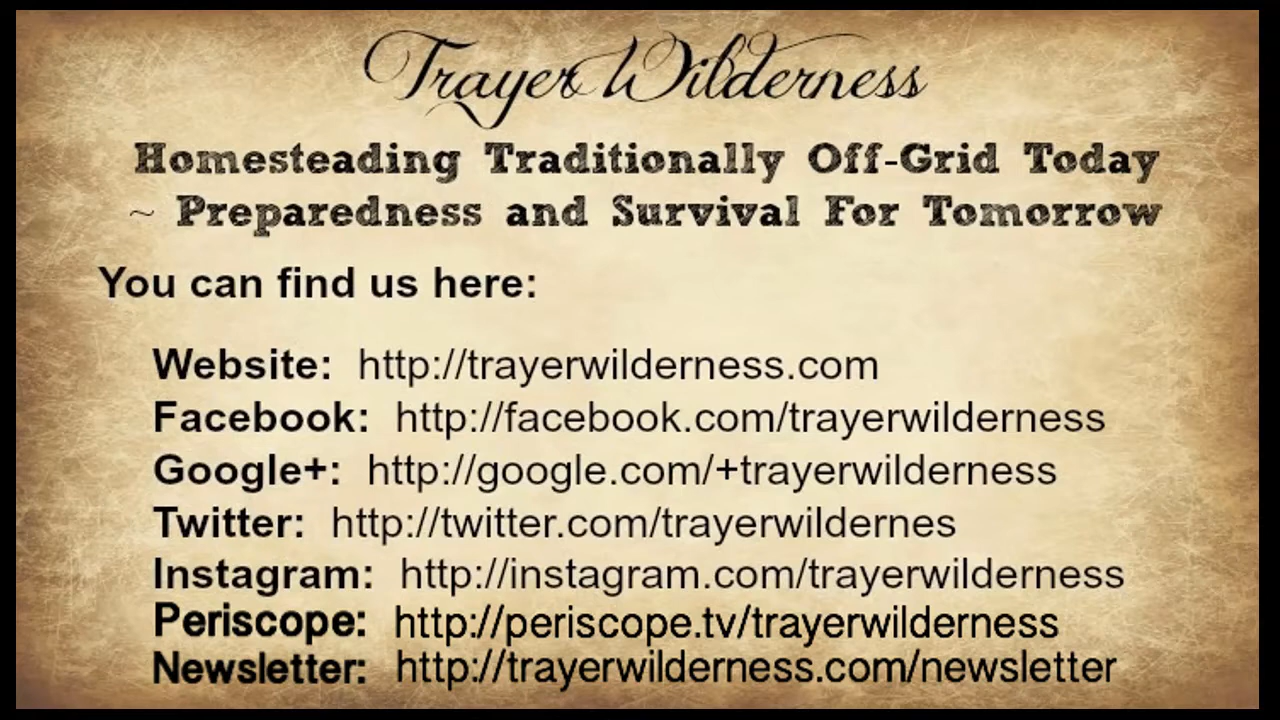 Trayer Wilderness
Homesteading Traditionally Off-Grid Today
~ Preparedness and Survival For Tomorrow
You can find us here:
Website: http://trayerwilderness.com
Facebook: http://facebook.com/trayerwilderness
Google+: http://google.com/+trayerwilderness
Twitter: http://twitter.com/trayerwildernes
Instagram: http://instagram.com/trayerwilderness
Periscope: http://periscope.tv/trayerwilderness
Newsletter: http://trayerwilderness.com/newsletter